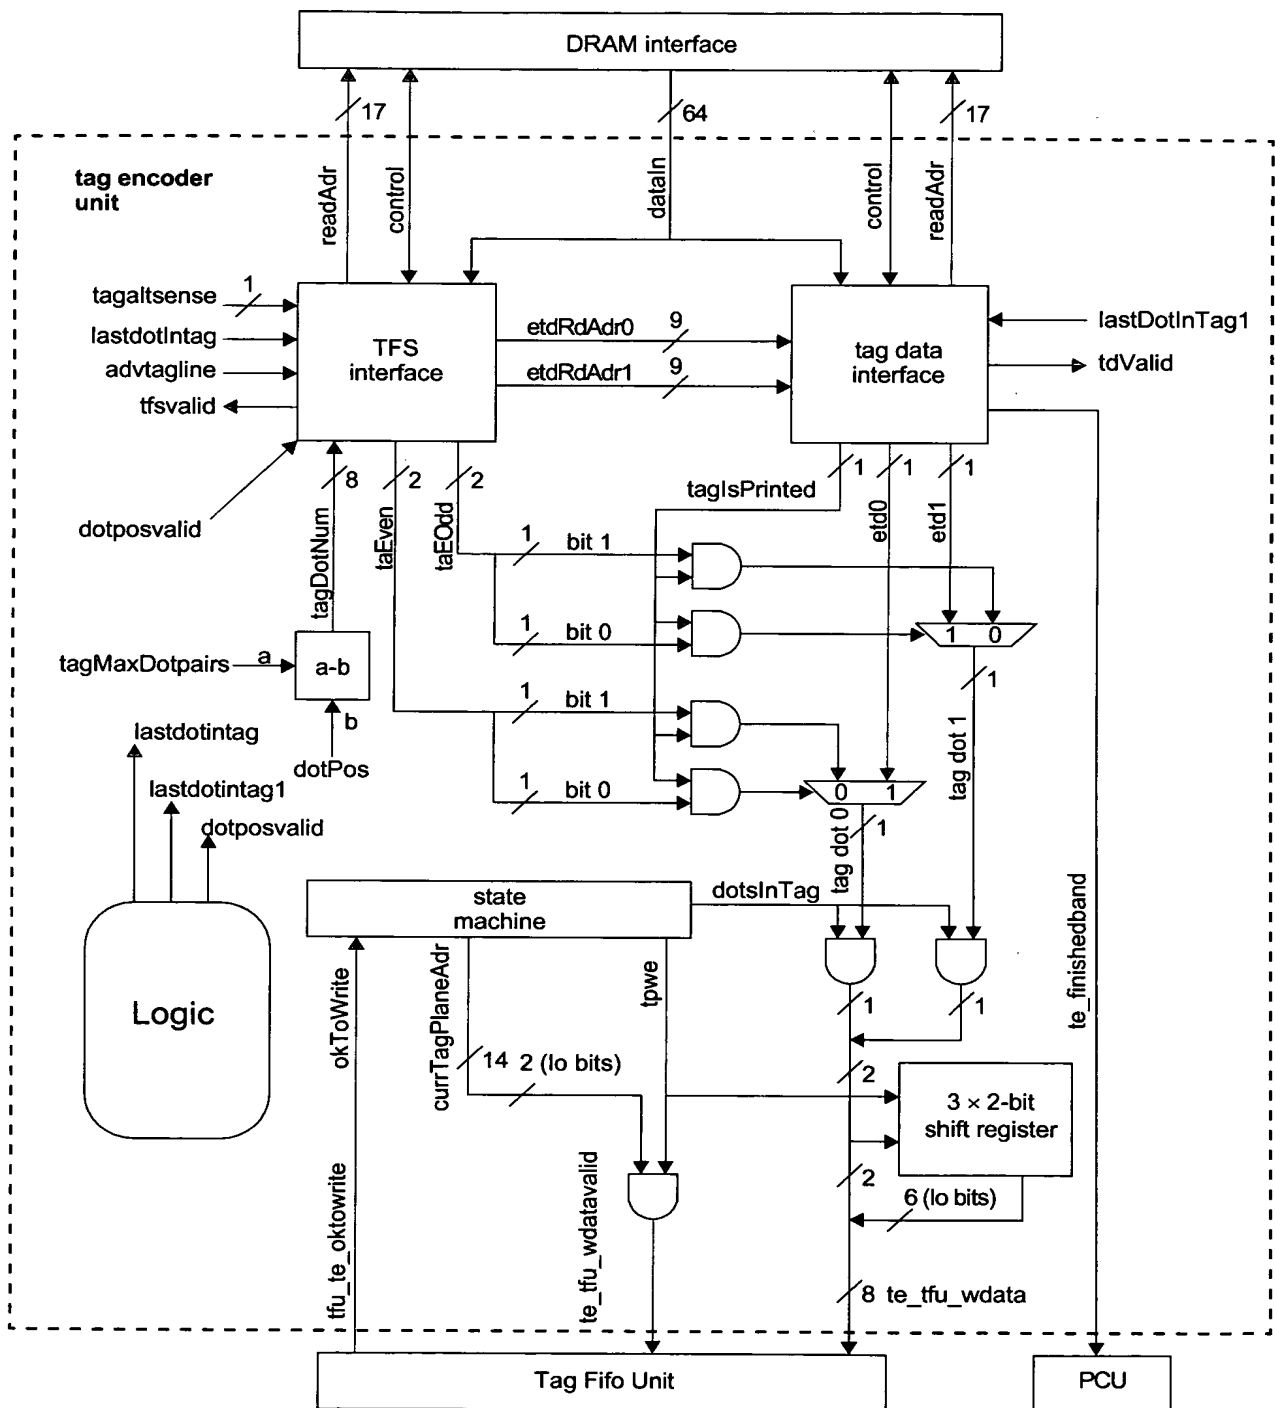 DRAM interface
17
64
17
tag encoder
unit
readAdr
control
dataIn
control
readAdr
tagaltsense
1
lastdotIntag
advtagline
tfsvalid
dotposvalid
TFS
interface
etdRdAdr0
9
etdRdAdr1
9
tag data
interface
lastDotInTag1
tdValid
8
2
2
1
1
1
tagDotNum
taEven
taEOdd
tagIsPrinted
etd0
etd1
1
bit 1
1
bit 0
1
bit 1
1
bit 0
1 0
1
tag dot 1
0 1
1
tag dot 0
tagMaxDotpairs
a
a-b
b
dotPos
lastdotintag
lastdotintag1
dotposvalid
Logic
state
machine
dotsInTag
okToWrite
currTagPlaneAdr
tpwe
14
2 (lo bits)
1
1
2
3 × 2-bit
shift register
2
6 (lo bits)
te_finishedband
tfu_te_oktowrite
te_tfu_wdatavalid
8 te_tfu_wdata
Tag Fifo Unit
PCU